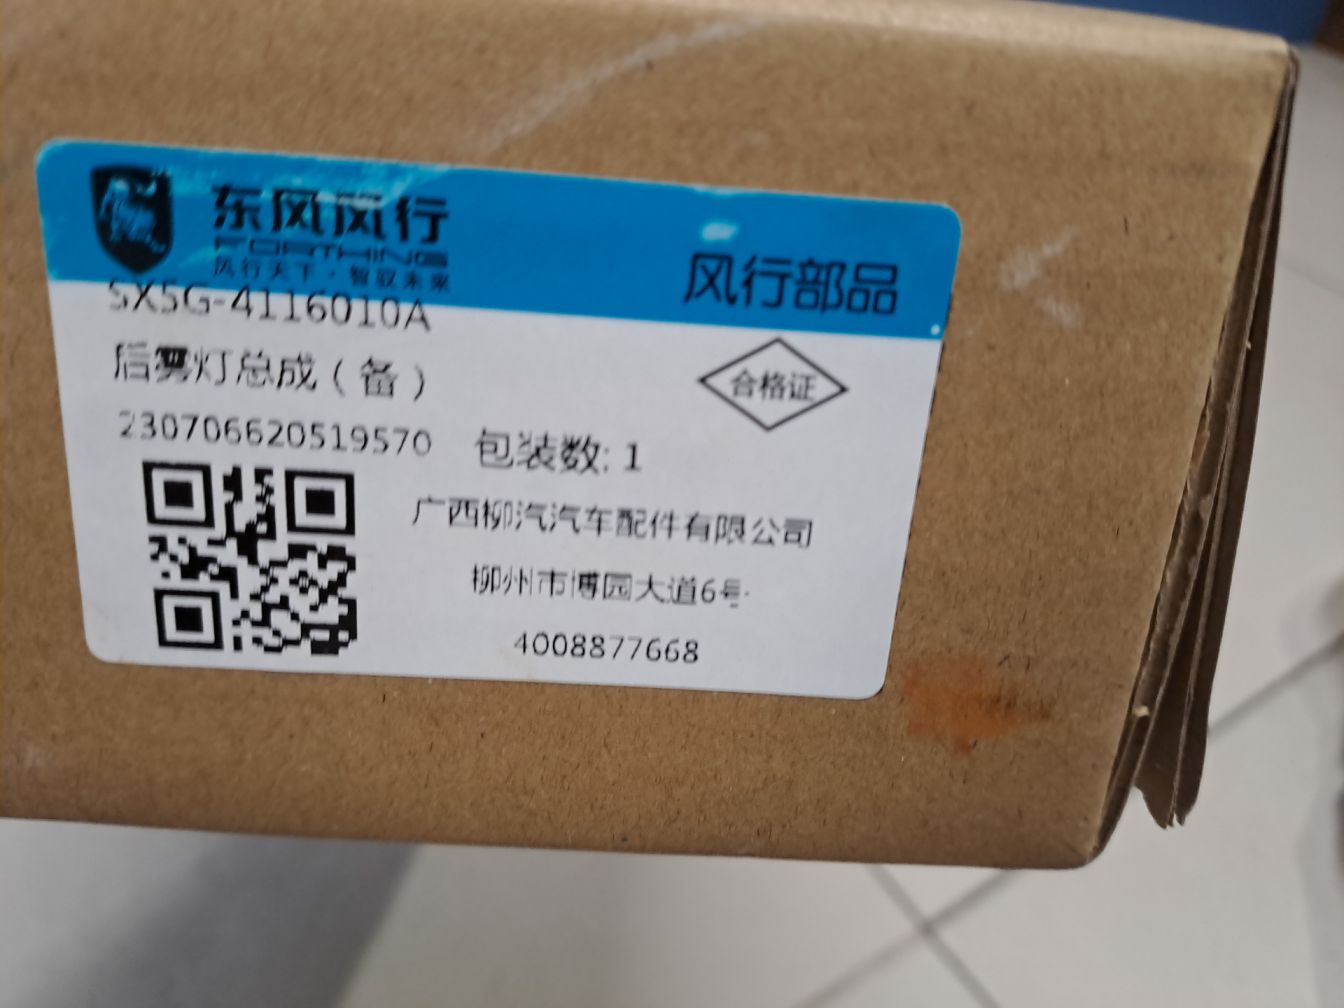 东风风行
FORTHING
风行天下·智驭未来
风行部品
SX5G-4116010A
后雾灯总成（备）
合格证
230706620519570
包装数: 1
广西柳汽汽车配件有限公司
柳州市博园大道6号
4008877668